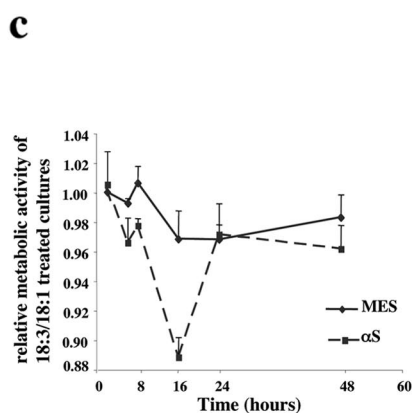 c
relative metabolic activity of
18:3/18:1 treated cultures
1.04
1.02
1.00
0.98
0.96
0.94
0.92
0.90
0.88
0 8 16 24 48 60
Time (hours)
MES
αS